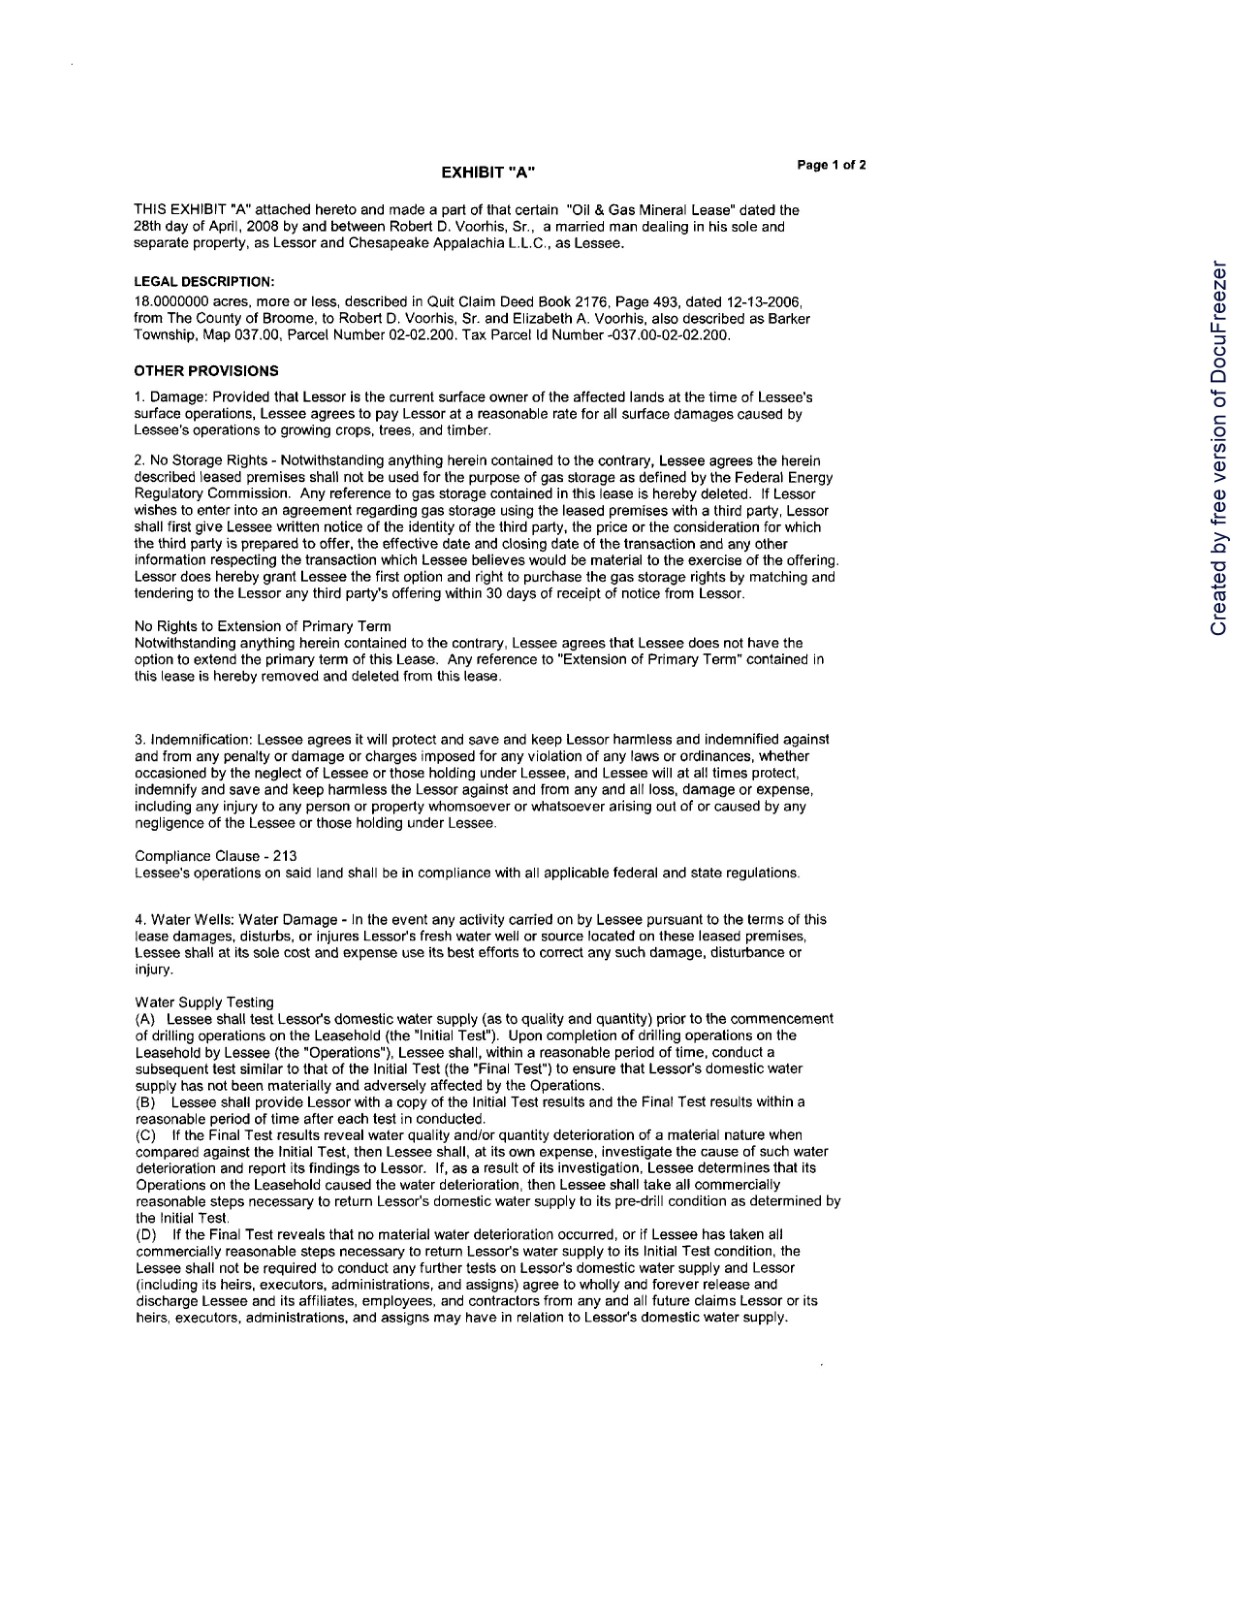 Page 1 of 2
EXHIBIT "A"
THIS EXHIBIT "A" attached hereto and made a part of that certain "Oil & Gas Mineral Lease" dated the
28th day of April, 2008 by and between Robert D. Voorhis, Sr., a married man dealing in his sole and
separate property, as Lessor and Chesapeake Appalachia L.L.C., as Lessee.
LEGAL DESCRIPTION:
18.0000000 acres, more or less, described in Quit Claim Deed Book 2176, Page 493, dated 12-13-2006,
from The County of Broome, to Robert D. Voorhis, Sr. and Elizabeth A. Voorhis, also described as Barker
Township, Map 037.00, Parcel Number 02-02.200. Tax Parcel Id Number -037.00-02-02.200.
OTHER PROVISIONS
1. Damage: Provided that Lessor is the current surface owner of the affected lands at the time of Lessee's
surface operations, Lessee agrees to pay Lessor at a reasonable rate for all surface damages caused by
Lessee's operations to growing crops, trees, and timber.
2. No Storage Rights - Notwithstanding anything herein contained to the contrary, Lessee agrees the herein
described leased premises shall not be used for the purpose of gas storage as defined by the Federal Energy
Regulatory Commission. Any reference to gas storage contained in this lease is hereby deleted. If Lessor
wishes to enter into an agreement regarding gas storage using the leased premises with a third party, Lessor
shall first give Lessee written notice of the identity of the third party, the price or the consideration for which
the third party is prepared to offer, the effective date and closing date of the transaction and any other
information respecting the transaction which Lessee believes would be material to the exercise of the offering.
Lessor does hereby grant Lessee the first option and right to purchase the gas storage rights by matching and
tendering to the Lessor any third party's offering within 30 days of receipt of notice from Lessor.
No Rights to Extension of Primary Term
Notwithstanding anything herein contained to the contrary, Lessee agrees that Lessee does not have the
option to extend the primary term of this Lease. Any reference to "Extension of Primary Term" contained in
this lease is hereby removed and deleted from this lease.
3. Indemnification: Lessee agrees it will protect and save and keep Lessor harmless and indemnified against
and from any penalty or damage or charges imposed for any violation of any laws or ordinances, whether
occasioned by the neglect of Lessee or those holding under Lessee, and Lessee will at all times protect,
indemnify and save and keep harmless the Lessor against and from any and all loss, damage or expense,
including any injury to any person or property whomsoever or whatsoever arising out of or caused by any
negligence of the Lessee or those holding under Lessee.
Compliance Clause - 213
Lessee's operations on said land shall be in compliance with all applicable federal and state regulations.
4. Water Wells: Water Damage - In the event any activity carried on by Lessee pursuant to the terms of this
lease damages, disturbs, or injures Lessor's fresh water well or source located on these leased premises,
Lessee shall at its sole cost and expense use its best efforts to correct any such damage, disturbance or
injury.
Water Supply Testing
(A) Lessee shall test Lessor's domestic water supply (as to quality and quantity) prior to the commencement
of drilling operations on the Leasehold (the "Initial Test"). Upon completion of drilling operations on the
Leasehold by Lessee (the "Operations"), Lessee shall, within a reasonable period of time, conduct a
subsequent test similar to that of the Initial Test (the "Final Test") to ensure that Lessor's domestic water
supply has not been materially and adversely affected by the Operations.
(B) Lessee shall provide Lessor with a copy of the Initial Test results and the Final Test results within a
reasonable period of time after each test in conducted.
(C) If the Final Test results reveal water quality and/or quantity deterioration of a material nature when
compared against the Initial Test, then Lessee shall, at its own expense, investigate the cause of such water
deterioration and report its findings to Lessor. If, as a result of its investigation, Lessee determines that its
Operations on the Leasehold caused the water deterioration, then Lessee shall take all commercially
reasonable steps necessary to return Lessor's domestic water supply to its pre-drill condition as determined by
the Initial Test.
(D) If the Final Test reveals that no material water deterioration occurred, or if Lessee has taken all
commercially reasonable steps necessary to return Lessor's water supply to its Initial Test condition, the
Lessee shall not be required to conduct any further tests on Lessor's domestic water supply and Lessor
(including its heirs, executors, administrations, and assigns) agree to wholly and forever release and
discharge Lessee and its affiliates, employees, and contractors from any and all future claims Lessor or its
heirs, executors, administrations, and assigns may have in relation to Lessor's domestic water supply.
Created by free version of DocuFreezer